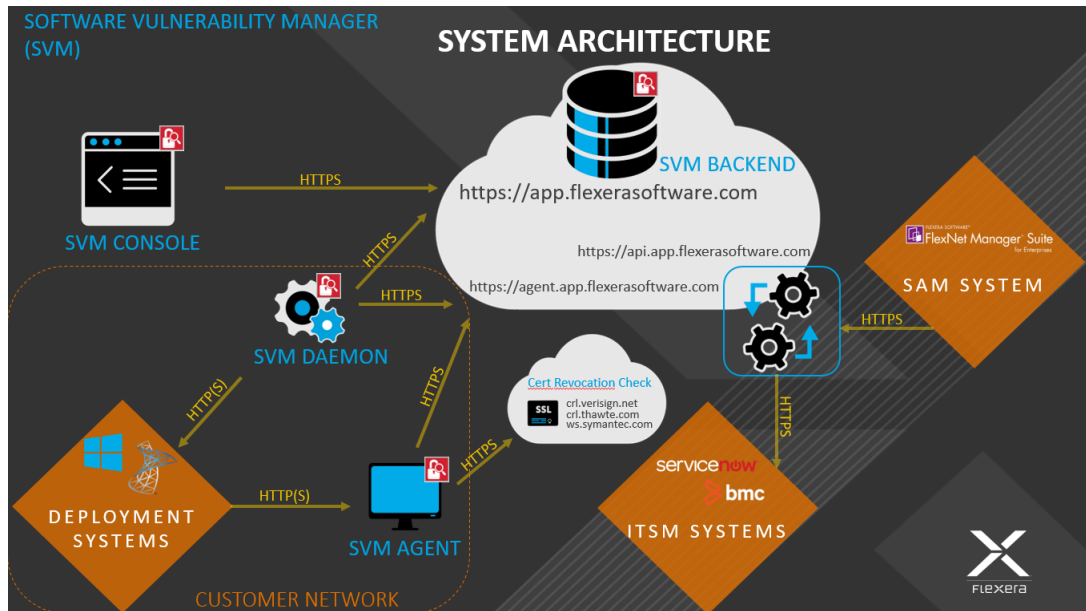 SOFTWARE VULNERABILITY MANAGER
(SVM)
SYSTEM ARCHITECTURE
SVM BACKEND
https://app.flexerasoftware.com
https://api.app.flexerasoftware.com
https://agent.app.flexerasoftware.com
HTTPS
SVM CONSOLE
HTTPS
HTTPS
SVM DAEMON
FLEXERA SOFTWARE
FlexNet Manager Suite
for Enterprises
SAM SYSTEM
HTTPS
HTTPS
Cert Revocation Check
SSL
crl.verisign.net
crl.thawte.com
ws.symantec.com
HTTPS
HTTP(S)
HTTPS
HTTP(S)
DEPLOYMENT
SYSTEMS
SVM AGENT
servicenow
bmc
ITSM SYSTEMS
CUSTOMER NETWORK
FLEXera